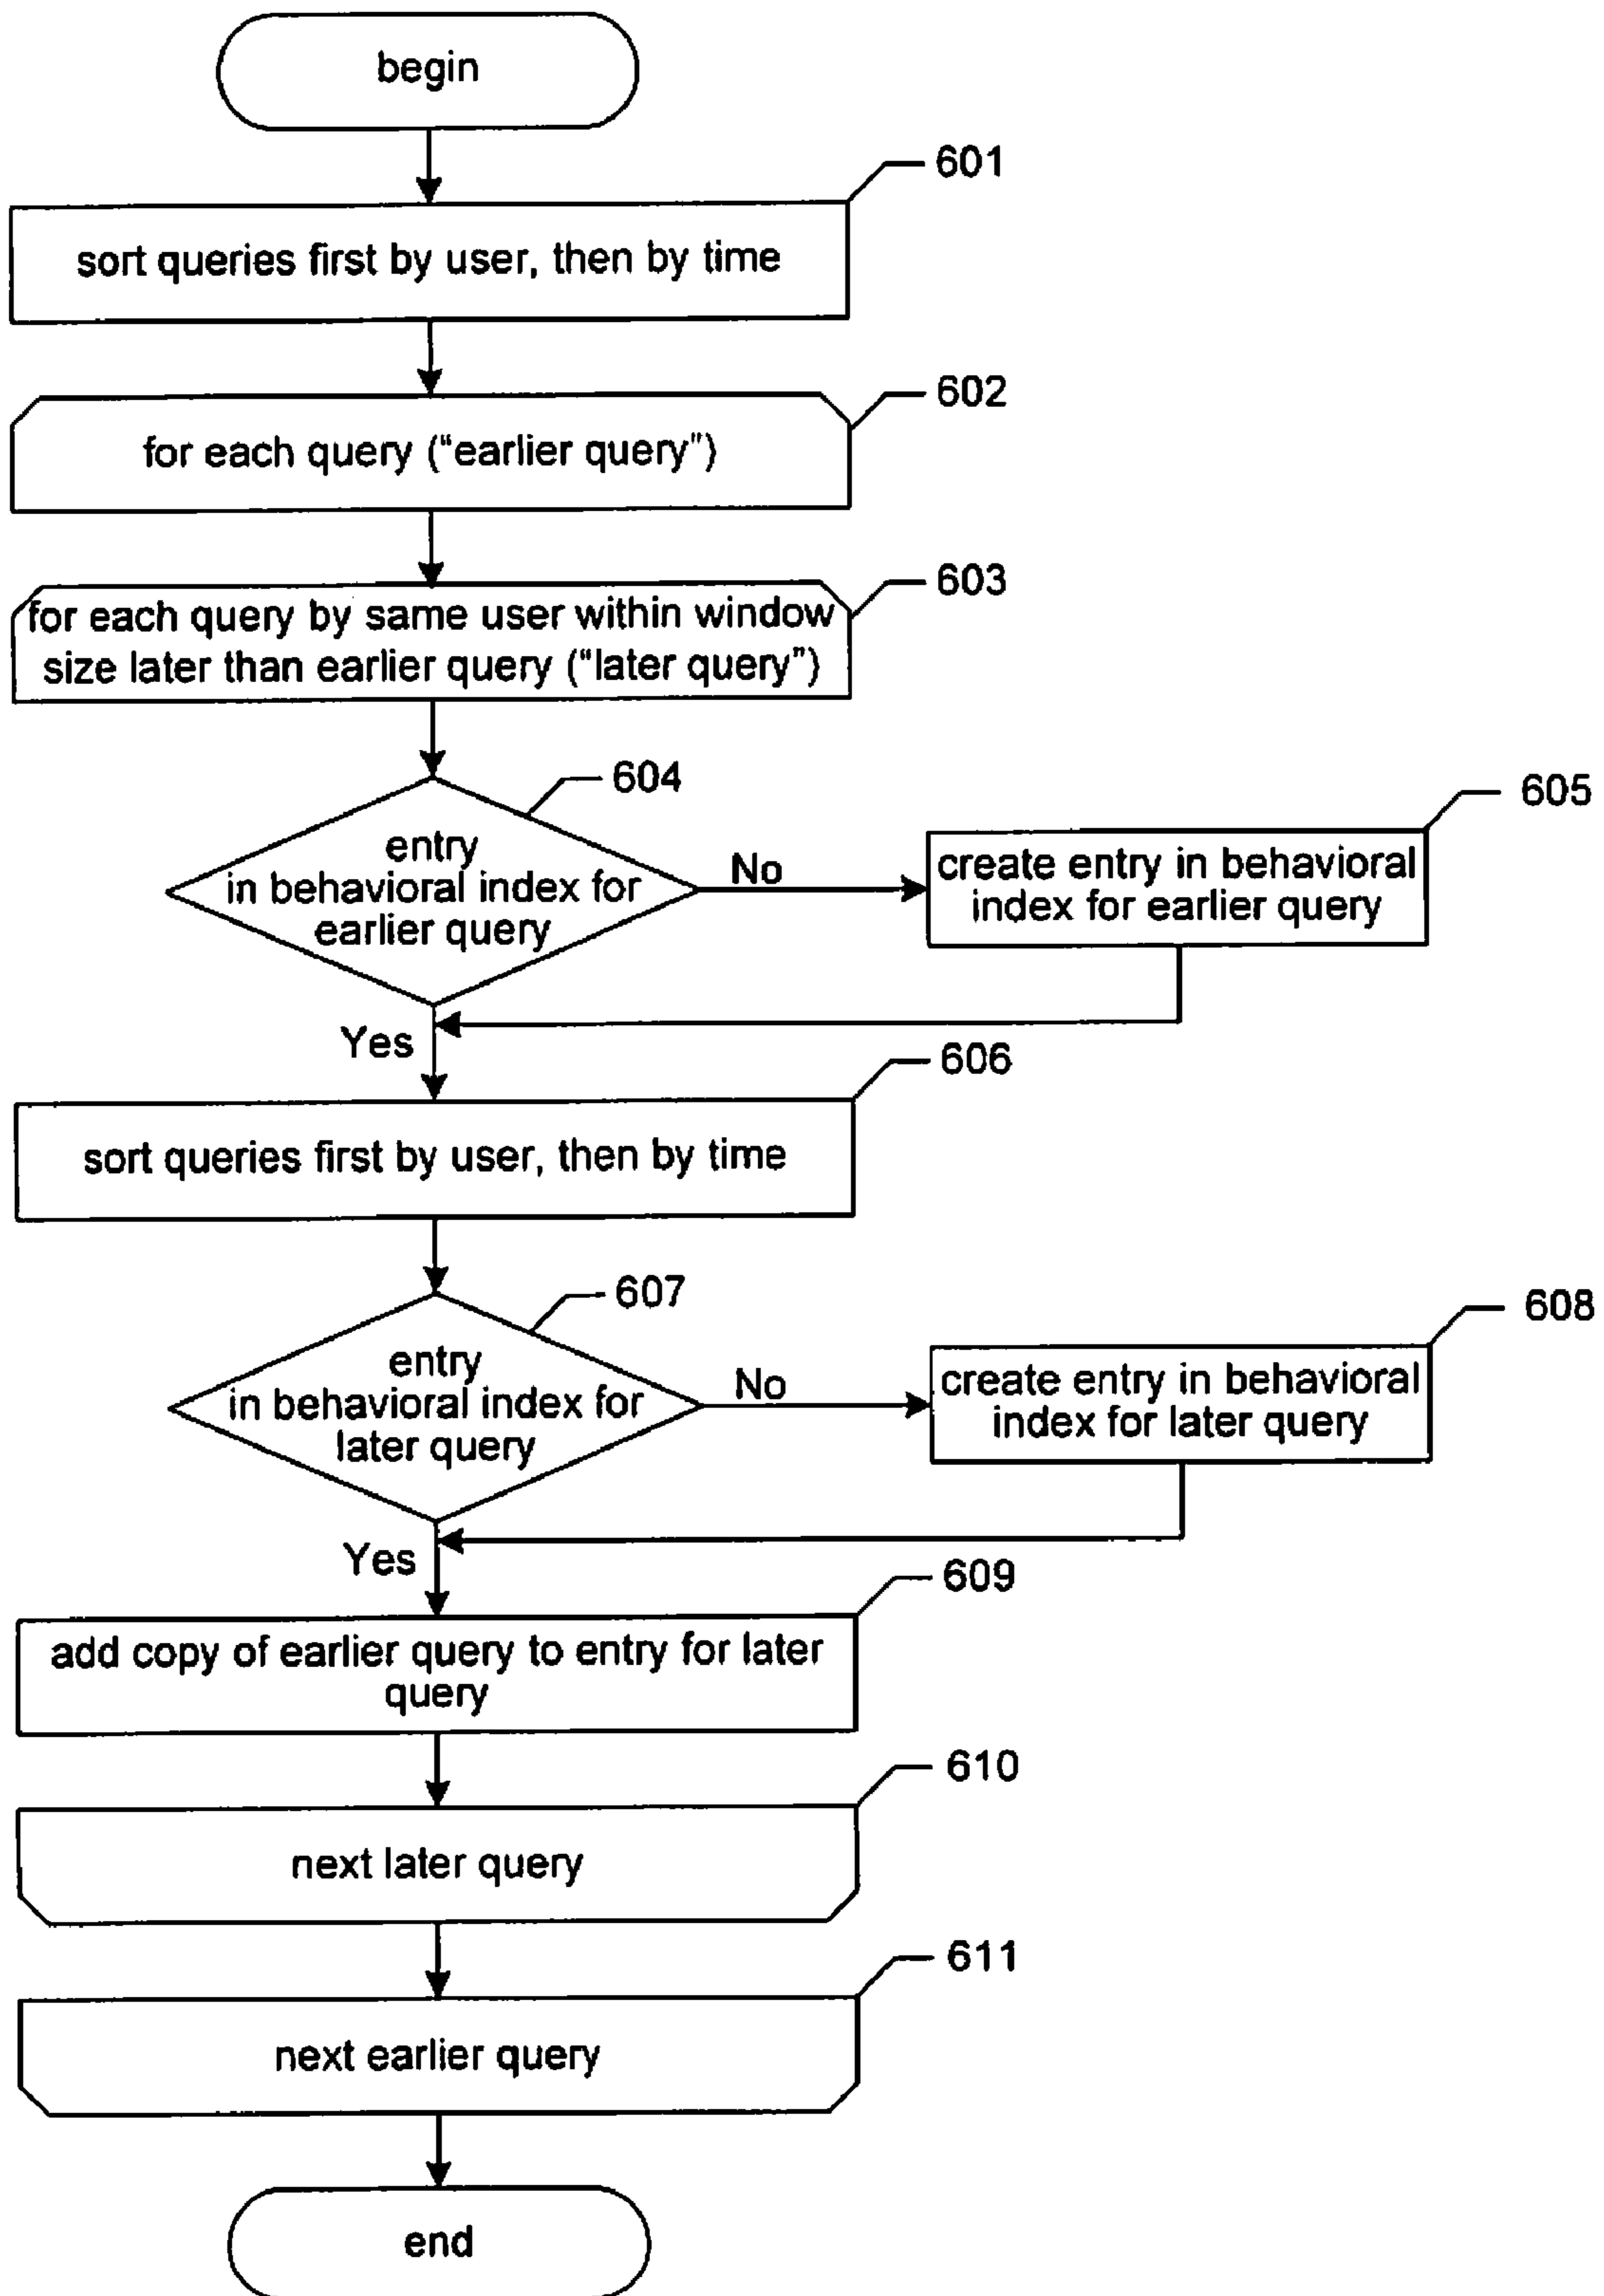 begin
601
sort queries first by user, then by time
602
for each query (“earlier query”)
603
for each query by same user within window
size later than earlier query (“later query”)
604
entry
in behavioral index for
earlier query
No
605
create entry in behavioral
index for earlier query
Yes
606
sort queries first by user, then by time
607
entry
in behavioral index for
later query
No
608
create entry in behavioral
index for later query
Yes
609
add copy of earlier query to entry for later
query
610
next later query
611
next earlier query
end